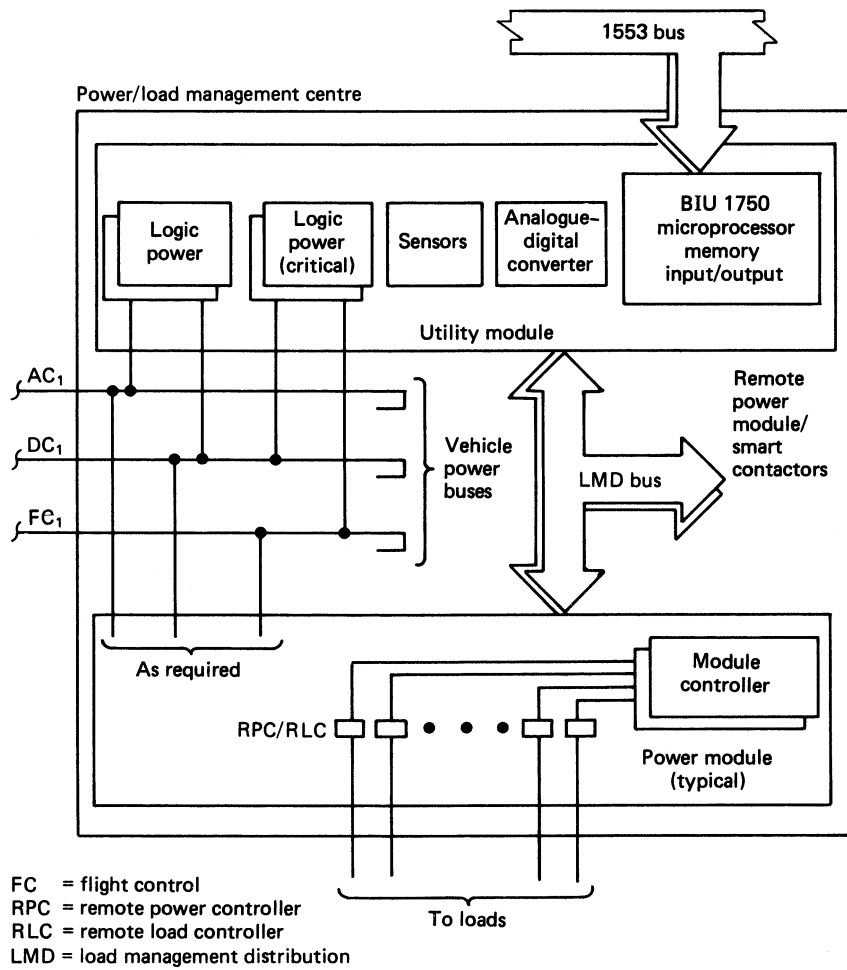 1553 bus
Power/load management centre
Logic
power
Logic
power
(critical)
Sensors
Analogue–
digital
converter
BIU 1750
microprocessor
memory
input/output
Utility module
AC₁
DC₁
FC₁
Vehicle
power
buses
Remote
power
module/
smart
contactors
LMD bus
As required
Module
controller
RPC/RLC
Power module
(typical)
To loads
FC = flight control
RPC = remote power controller
RLC = remote load controller
LMD = load management distribution